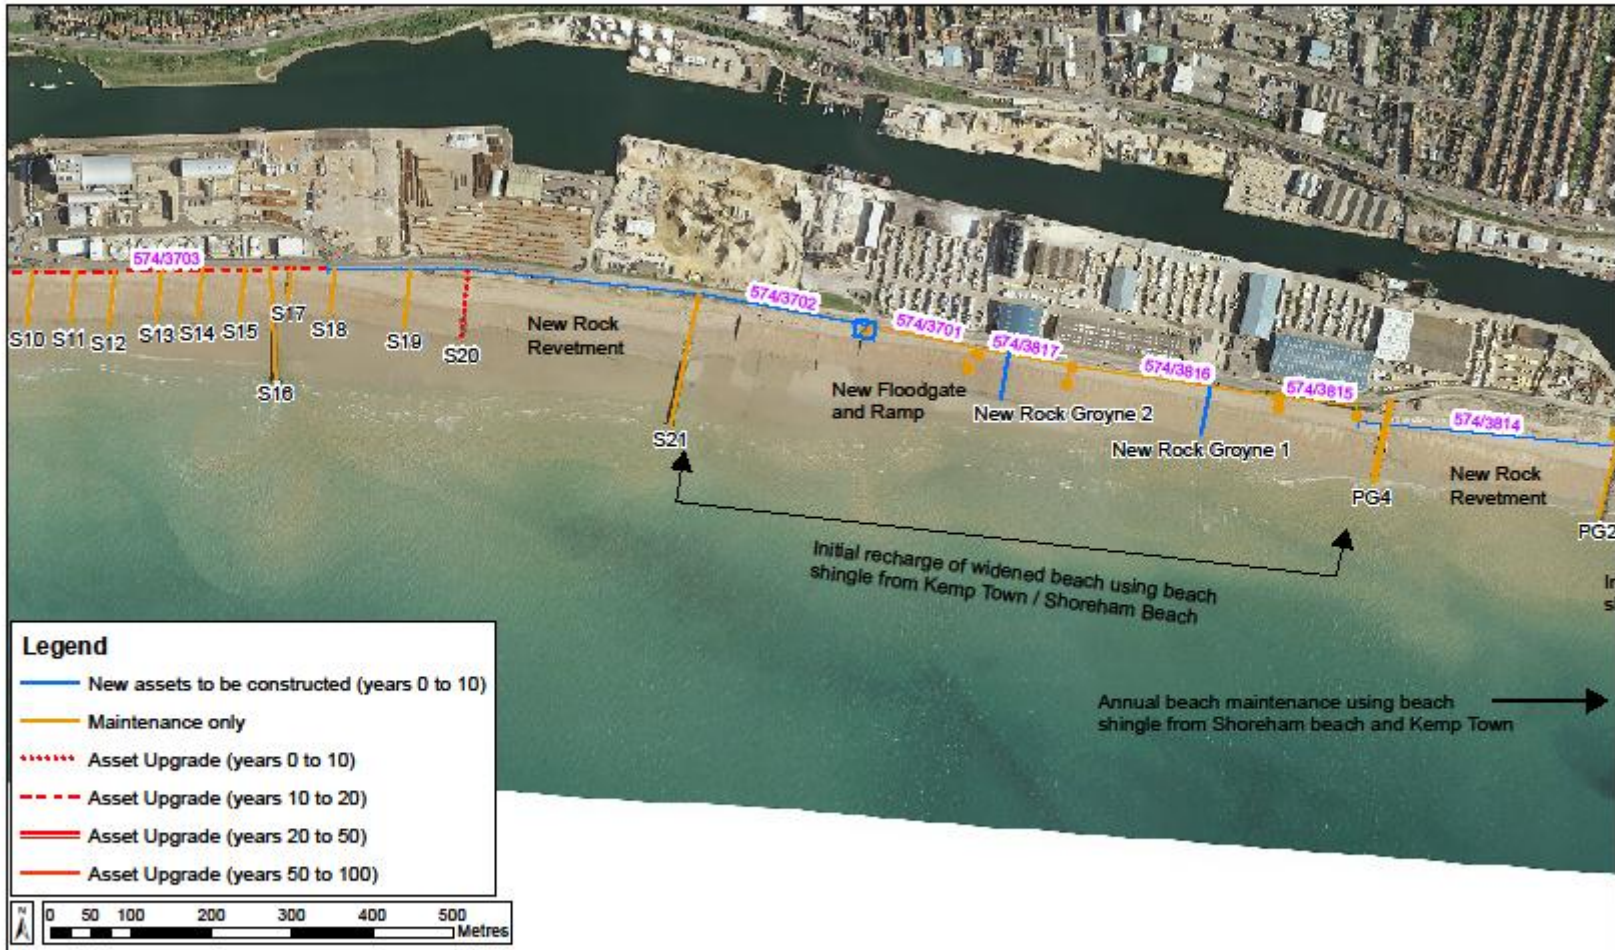 574/3703
S10
S11
S12
S13
S14
S15
S16
S17
S18
S19
S20
New Rock
Revetment
S21
574/3702
574/3701
New Floodgate
and Ramp
574/3817
New Rock Groyne 2
574/3816
New Rock Groyne 1
574/3815
PG4
574/3814
New Rock
Revetment
PG2
Initial recharge of widened beach using beach
shingle from Kemp Town / Shoreham Beach
Annual beach maintenance using beach
shingle from Shoreham beach and Kemp Town
Legend
New assets to be constructed (years 0 to 10)
Maintenance only
Asset Upgrade (years 0 to 10)
Asset Upgrade (years 10 to 20)
Asset Upgrade (years 20 to 50)
Asset Upgrade (years 50 to 100)
N
0 50 100 200 300 400 500
Metres